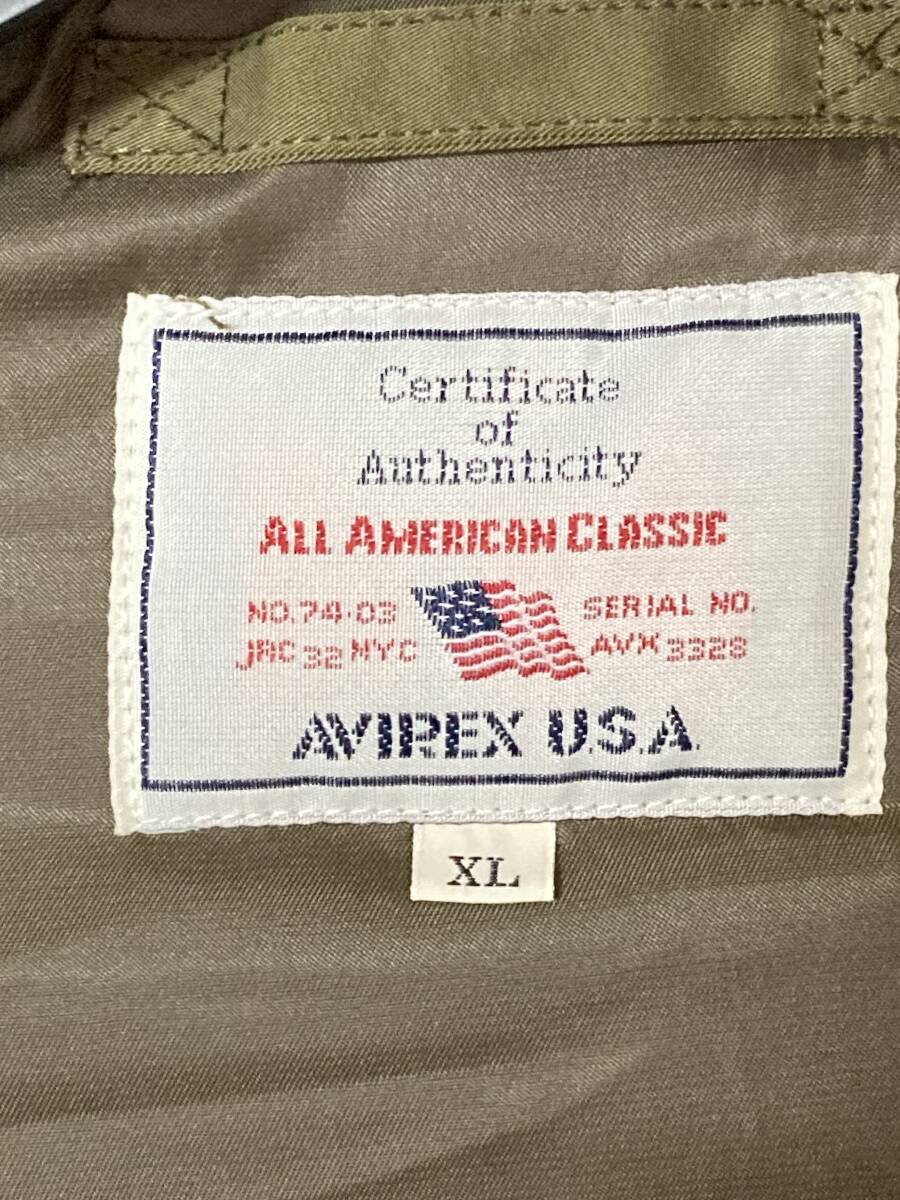 Certificate
of
Authenticity
ALL AMERICAN CLASSIC
NO.74-03
JRC 32 NYC
SERIAL NO.
AVX 3328
AVIREX U.S.A.
XL